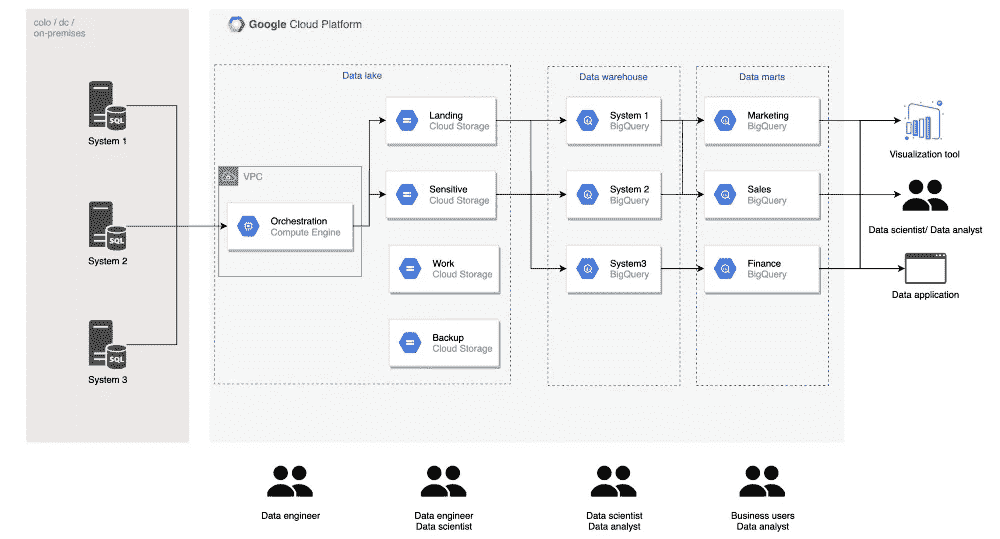 colo / dc /
on-premises
Google Cloud Platform
Data lake
Data warehouse
Data marts
SQL
System 1
SQL
System 2
SQL
System 3
VPC
Orchestration
Compute Engine
Landing
Cloud Storage
Sensitive
Cloud Storage
Work
Cloud Storage
Backup
Cloud Storage
System 1
BigQuery
System 2
BigQuery
System3
BigQuery
Marketing
BigQuery
Sales
BigQuery
Finance
BigQuery
Visualization tool
Data scientist/ Data analyst
Data application
Data engineer
Data engineer
Data scientist
Data scientist
Data analyst
Business users
Data analyst